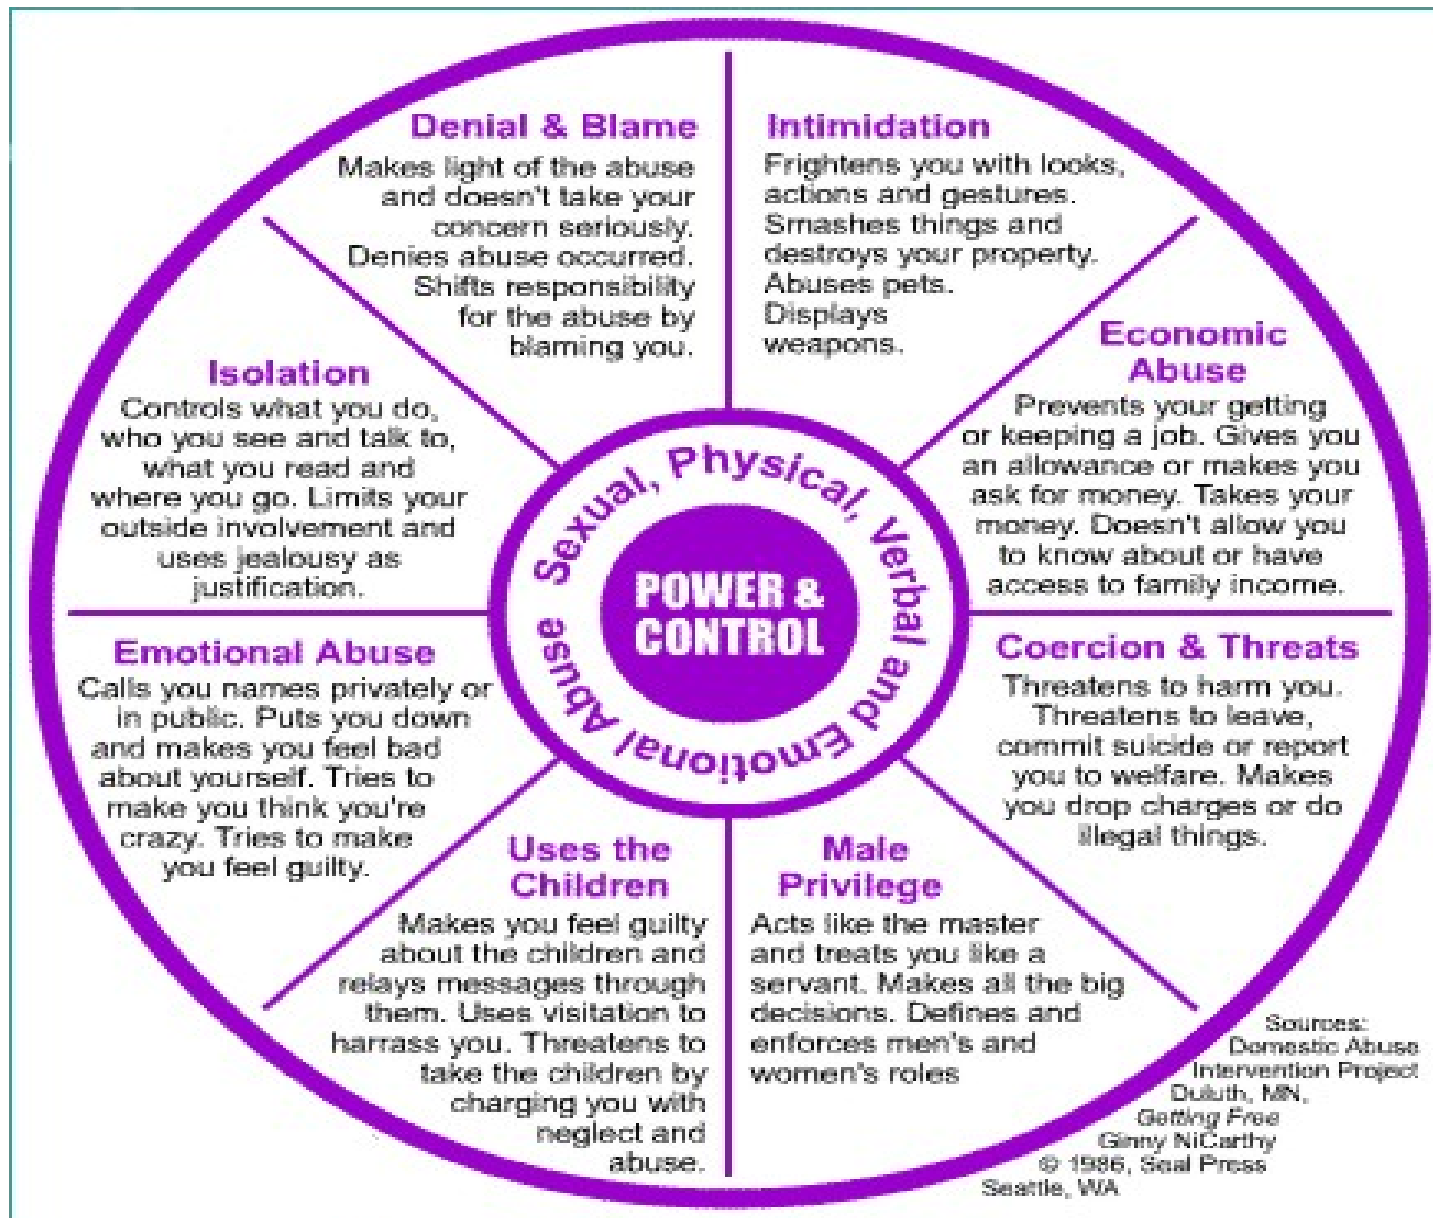 Denial & Blame
Makes light of the abuse
and doesn't take your
concern seriously.
Denies abuse occurred.
Shifts responsibility
for the abuse by
blaming you.
Intimidation
Frightens you with looks,
actions and gestures.
Smashes things and
destroys your property.
Abuses pets.
Displays
weapons.
Economic
Abuse
Prevents your getting
or keeping a job. Gives you
an allowance or makes you
ask for money. Takes your
money. Doesn't allow you
to know about or have
access to family income.
Coercion & Threats
Threatens to harm you.
Threatens to leave,
commit suicide or report
you to welfare. Makes
you drop charges or do
illegal things.
Male
Privilege
Acts like the master
and treats you like a
servant. Makes all the big
decisions. Defines and
enforces men's and
women's roles
Uses the
Children
Makes you feel guilty
about the children and
relays messages through
them. Uses visitation to
harrass you. Threatens to
take the children by
charging you with
neglect and
abuse.
Emotional Abuse
Calls you names privately or
in public. Puts you down
and makes you feel bad
about yourself. Tries to
make you think you're
crazy. Tries to make
you feel guilty.
Isolation
Controls what you do,
who you see and talk to,
what you read and
where you go. Limits your
outside involvement and
uses jealousy as
justification.
Sexual, Physical, Verbal and Emotional Abuse
POWER &
CONTROL
Sources:
Domestic Abuse
Intervention Project
Duluth, MN,
Getting Free
Ginny NiCarthy
© 1986, Seal Press
Seattle, WA